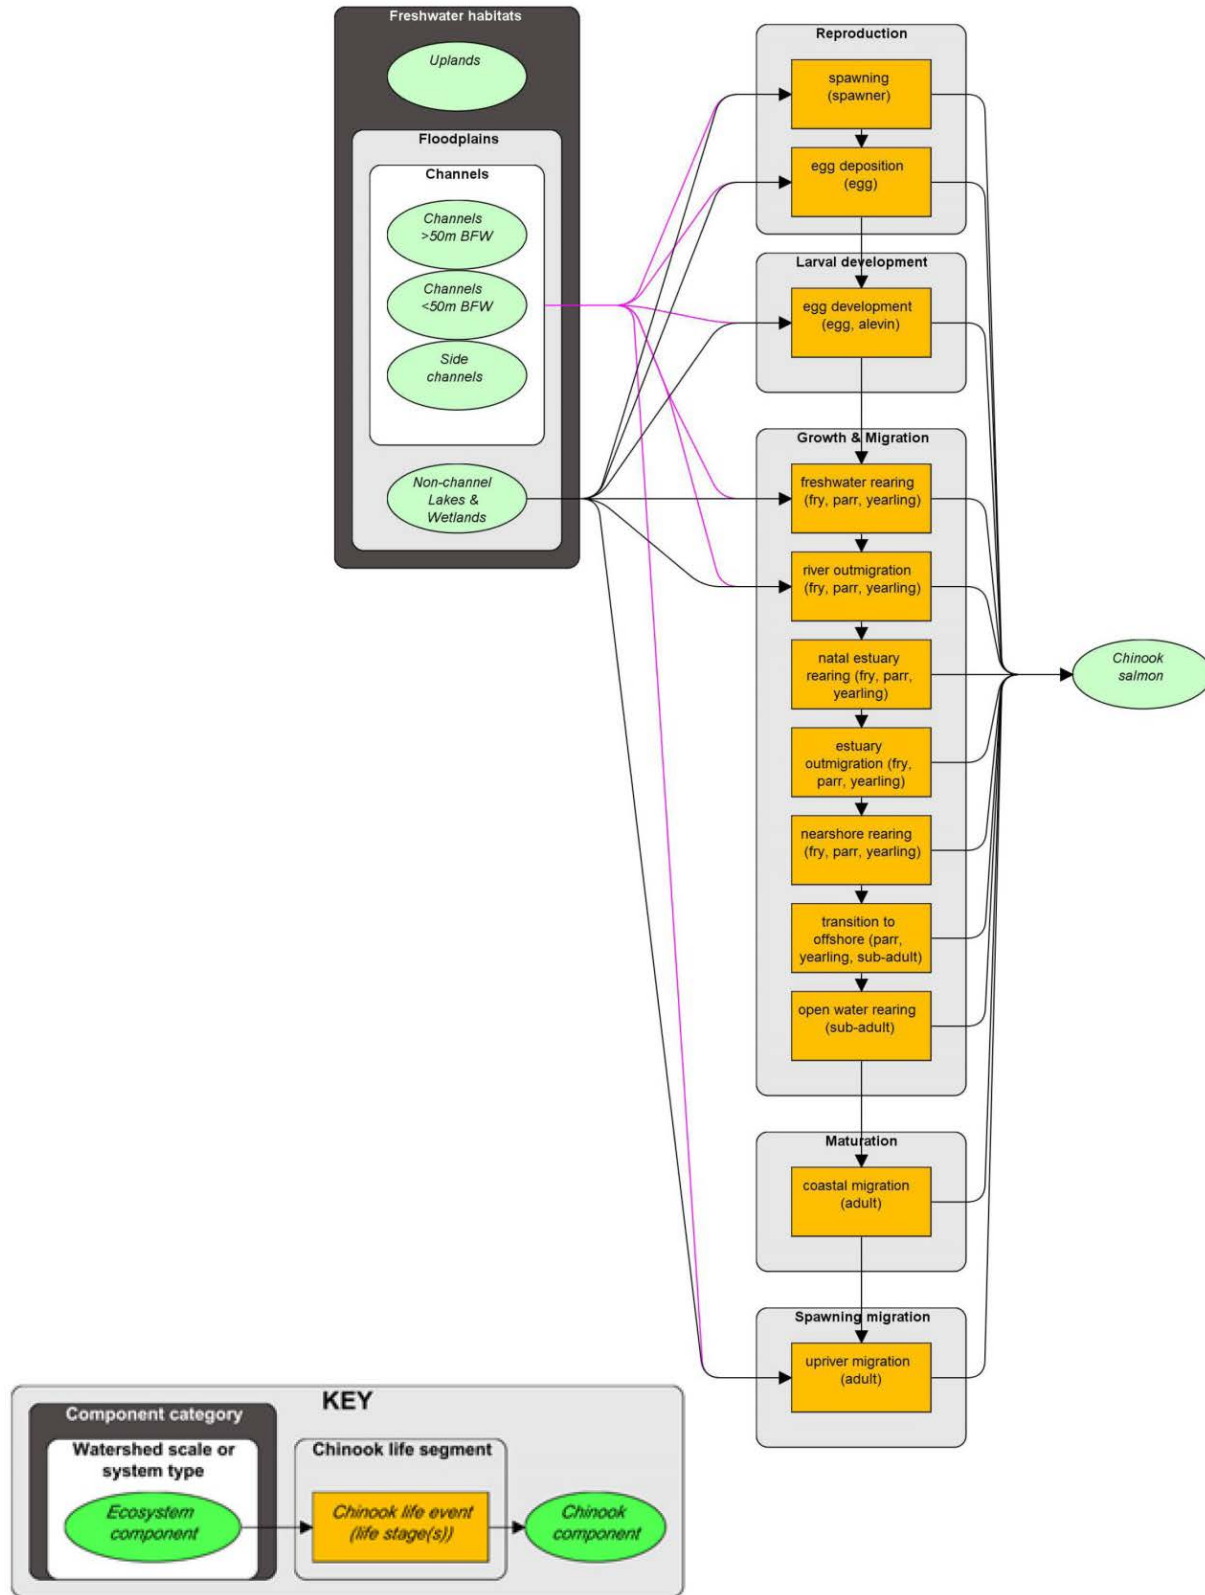 Freshwater habitats
Uplands
Floodplains
Channels
Channels
>50m BFW
Channels
<50m BFW
Side
channels
Non-channel
Lakes &
Wetlands
Reproduction
spawning
(spawner)
egg deposition
(egg)
Larval development
egg development
(egg, alevin)
Growth & Migration
freshwater rearing
(fry, parr, yearling)
river outmigration
(fry, parr, yearling)
natal estuary
rearing (fry, parr,
yearling)
estuary
outmigration (fry,
parr, yearling)
nearshore rearing
(fry, parr, yearling)
transition to
offshore (parr,
yearling, sub-adult)
open water rearing
(sub-adult)
Maturation
coastal migration
(adult)
Spawning migration
upriver migration
(adult)
Chinook
salmon
KEY
Component category
Watershed scale or
system type
Ecosystem
component
Chinook life segment
Chinook life event
(life stage(s))
Chinook
component